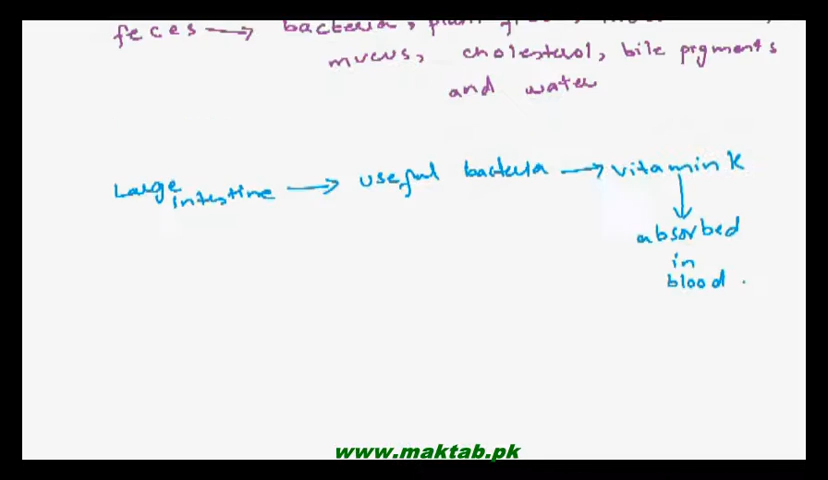 feces → bacteria,
mucus, cholesterol, bile pigments
and water
Large intestine → useful bacteria → vitamin K
↓
absorbed
in
blood.
www.maktab.pk